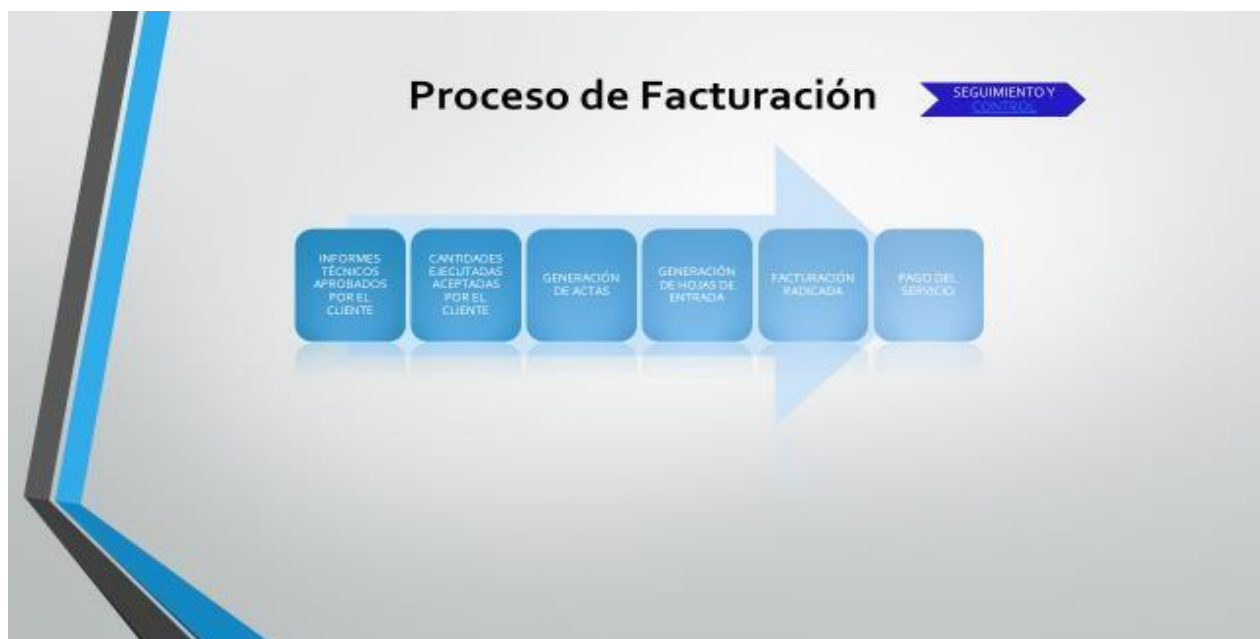 Proceso de Facturación
SEGUIMIENTO Y
CONTROL
INFORMES
TÉCNICOS
APROBADOS
POR EL
CLIENTE
CANTIDADES
EJECUTADAS
ACEPTADAS
POR EL
CLIENTE
GENERACIÓN
DE ACTAS
GENERACIÓN
DE HOJAS DE
ENTRADA
FACTURACIÓN
RADICADA
PAGO DEL
SERVICIO